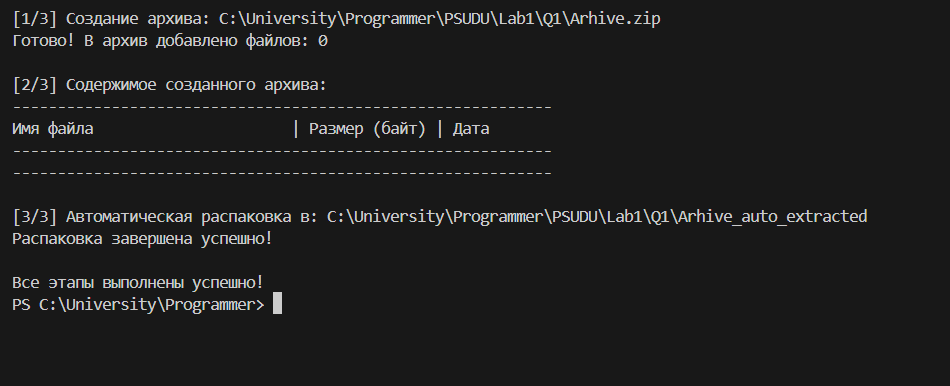 [1/3] Создание архива: C:\University\Programmer\PSUDU\Lab1\Q1\Arhive.zip
Готово! В архив добавлено файлов: 0
[2/3] Содержимое созданного архива:
------------------------------------------------------------
Имя файла                      | Размер (байт) | Дата
------------------------------------------------------------
------------------------------------------------------------
[3/3] Автоматическая распаковка в: C:\University\Programmer\PSUDU\Lab1\Q1\Arhive_auto_extracted
Распаковка завершена успешно!
Все этапы выполнены успешно!
PS C:\University\Programmer>